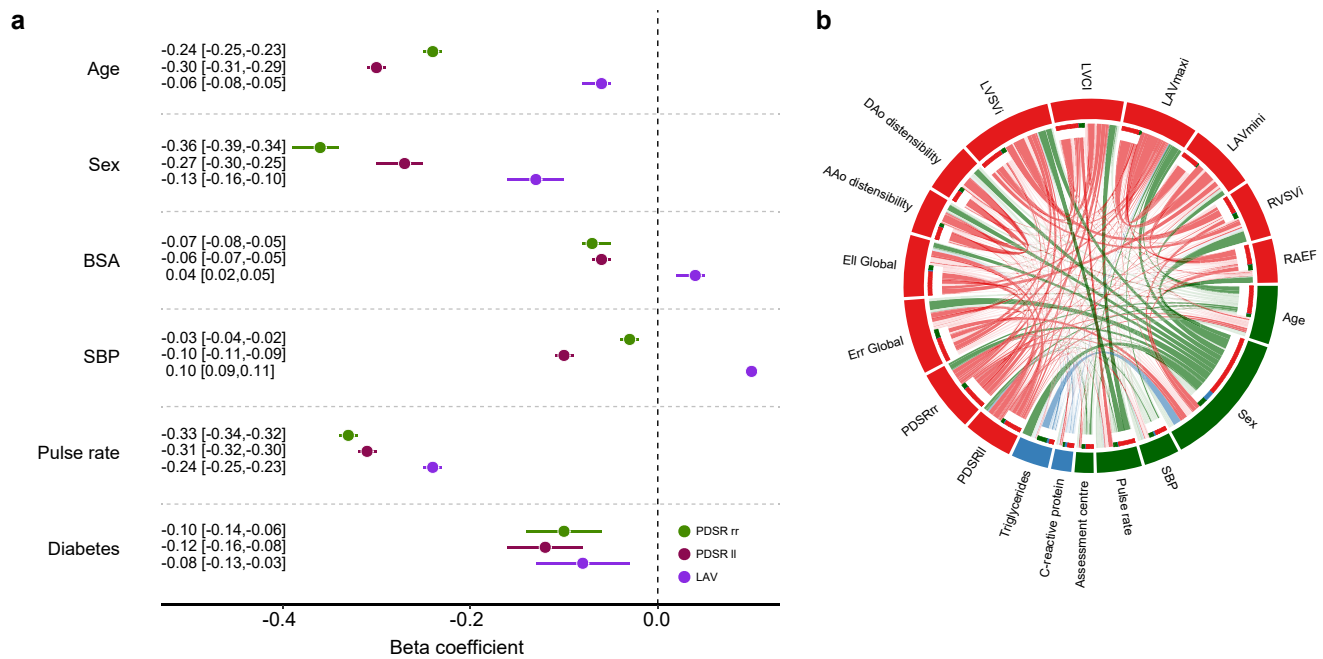 a
Age
-0.24 [-0.25,-0.23]
-0.30 [-0.31,-0.29]
-0.06 [-0.08,-0.05]
Sex
-0.36 [-0.39,-0.34]
-0.27 [-0.30,-0.25]
-0.13 [-0.16,-0.10]
BSA
-0.07 [-0.08,-0.05]
-0.06 [-0.07,-0.05]
0.04 [0.02,0.05]
SBP
-0.03 [-0.04,-0.02]
-0.10 [-0.11,-0.09]
0.10 [0.09,0.11]
Pulse rate
-0.33 [-0.34,-0.32]
-0.31 [-0.32,-0.30]
-0.24 [-0.25,-0.23]
Diabetes
-0.10 [-0.14,-0.06]
-0.12 [-0.16,-0.08]
-0.08 [-0.13,-0.03]
PDSR rr
PDSR ll
LAV
-0.4
-0.2
0.0
Beta coefficient
b
LVCI
LAVmaxi
LAVmini
RVSVi
RAEF
Age
Sex
SBP
Pulse rate
Assessment centre
C-reactive protein
Triglycerides
PDSRll
PDSRrr
Err Global
Ell Global
AAo distensibility
DAo distensibility
LVSVi